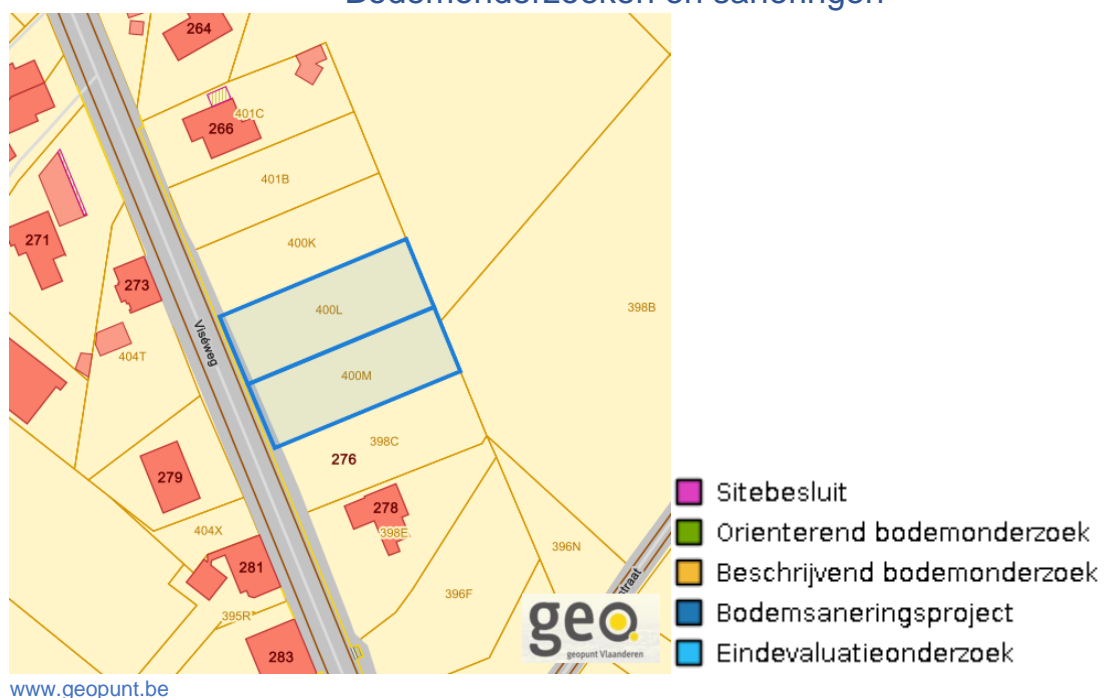 Bodemonderzoeken en saneringen
264
401C
266
401B
271
400K
273
400L
398B
Viséweg
404T
400M
398C
276
279
278
398E
404X
396N
281
straat
396F
395R
283
geo
geopunt Vlaanderen
Sitebesluit
Orienterend bodemonderzoek
Beschrijvend bodemonderzoek
Bodemsaneringsproject
Eindevaluatieonderzoek
www.geopunt.be